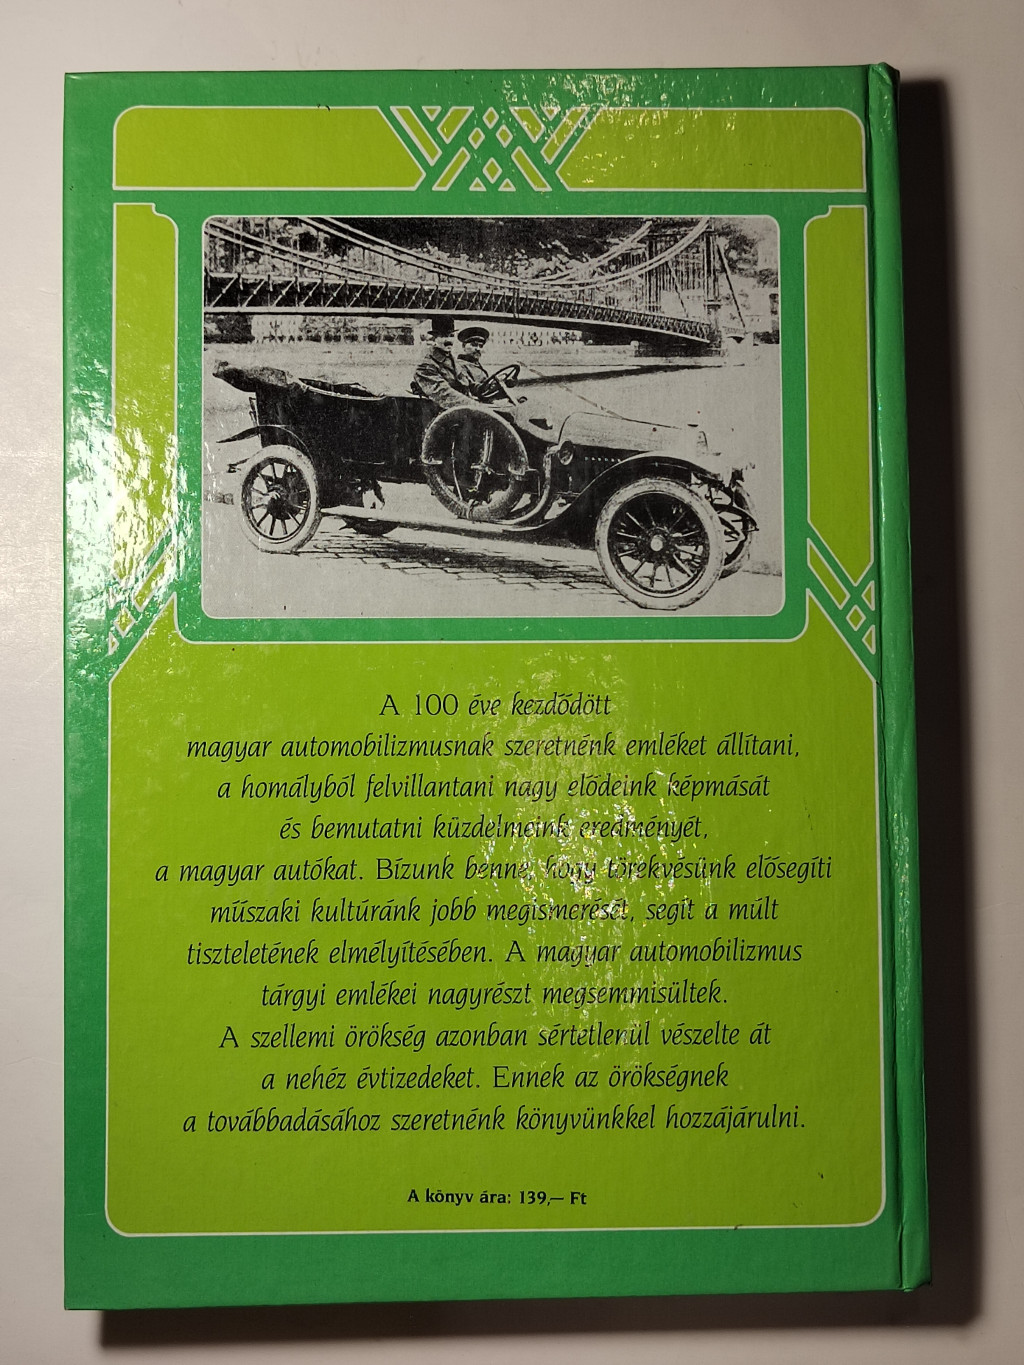 A 100 éve kezdődött
magyar automobilizmusnak szeretnénk emléket állítani,
a homályból felvillantani nagy elődeink képmását
és bemutatni küzdelmeink eredményét,
a magyar autókat. Bízunk benne, hogy törekvésünk elősegíti
műszaki kultúránk jobb megismerését, segít a múlt
tiszteletének elmélyítésében. A magyar automobilizmus
tárgyi emlékei nagyrészt megsemmisültek.
A szellemi örökség azonban sértetlenül vészelte át
a nehéz évtizedeket. Ennek az örökségnek
a továbbadásához szeretnénk könyvünkkel hozzájárulni.
A könyv ára: 139,— Ft